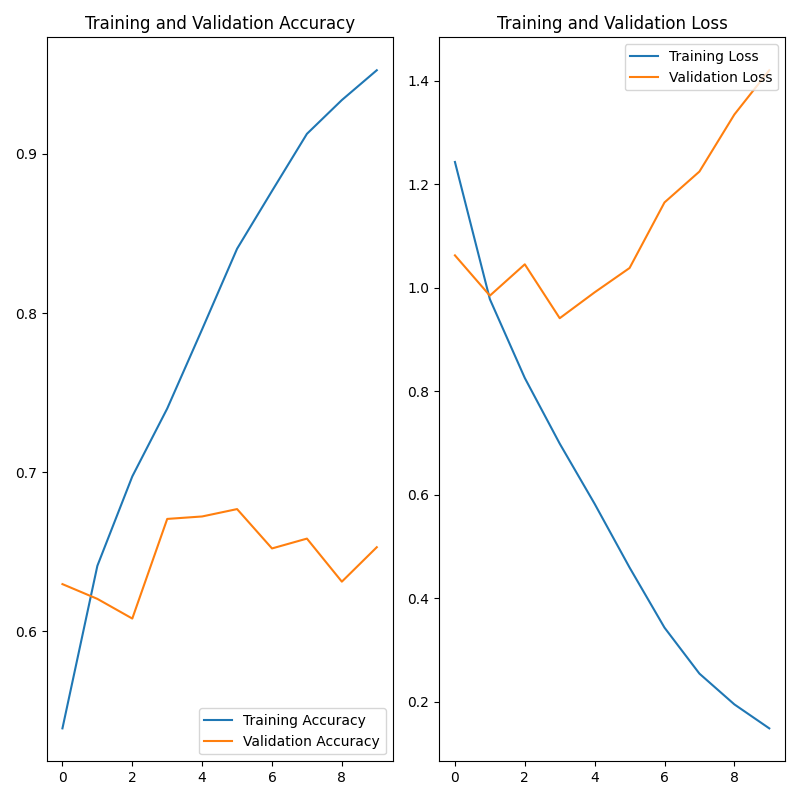 Training and Validation Accuracy
0.9
0.8
0.7
0.6
0 2 4 6 8
Training Accuracy
Validation Accuracy
Training and Validation Loss
1.4
1.2
1.0
0.8
0.6
0.4
0.2
0 2 4 6 8
Training Loss
Validation Loss